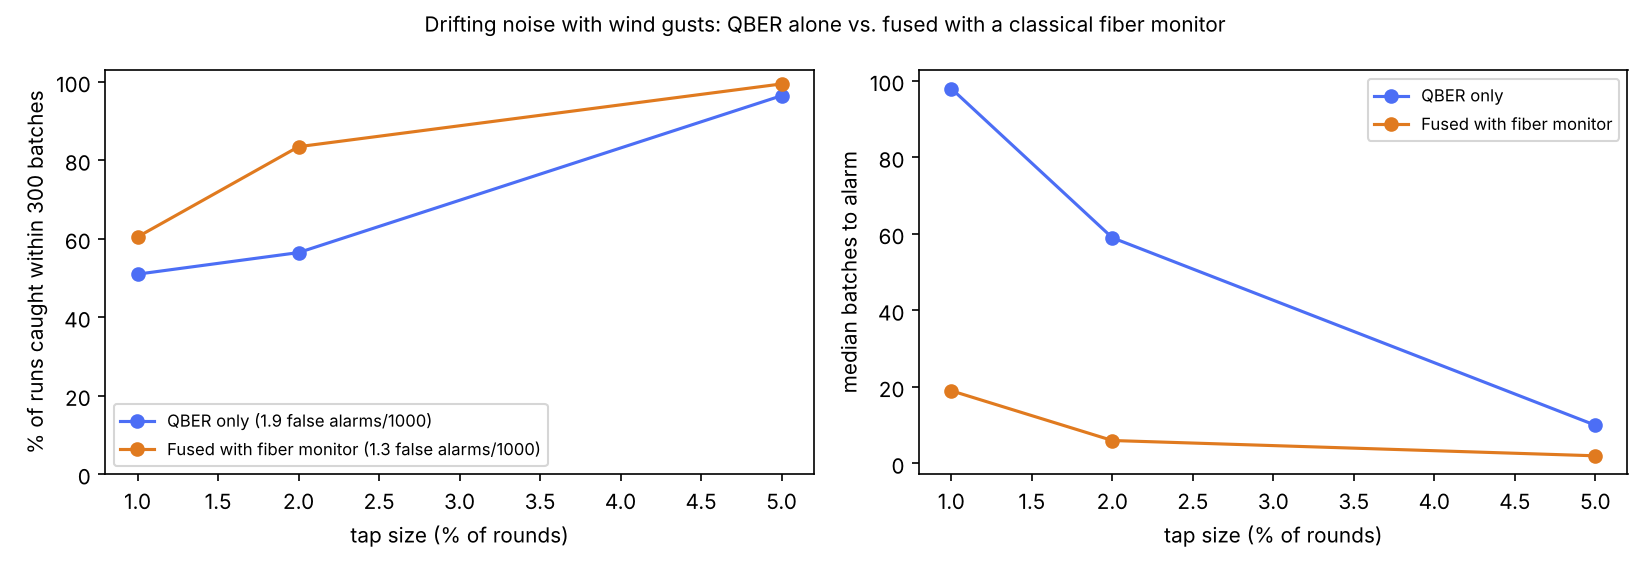 Drifting noise with wind gusts: QBER alone vs. fused with a classical fiber monitor
% of runs caught within 300 batches
100
80
60
40
20
0
QBER only (1.9 false alarms/1000)
Fused with fiber monitor (1.3 false alarms/1000)
1.0 1.5 2.0 2.5 3.0 3.5 4.0 4.5 5.0
tap size (% of rounds)
median batches to alarm
100
80
60
40
20
0
QBER only
Fused with fiber monitor
1.0 1.5 2.0 2.5 3.0 3.5 4.0 4.5 5.0
tap size (% of rounds)